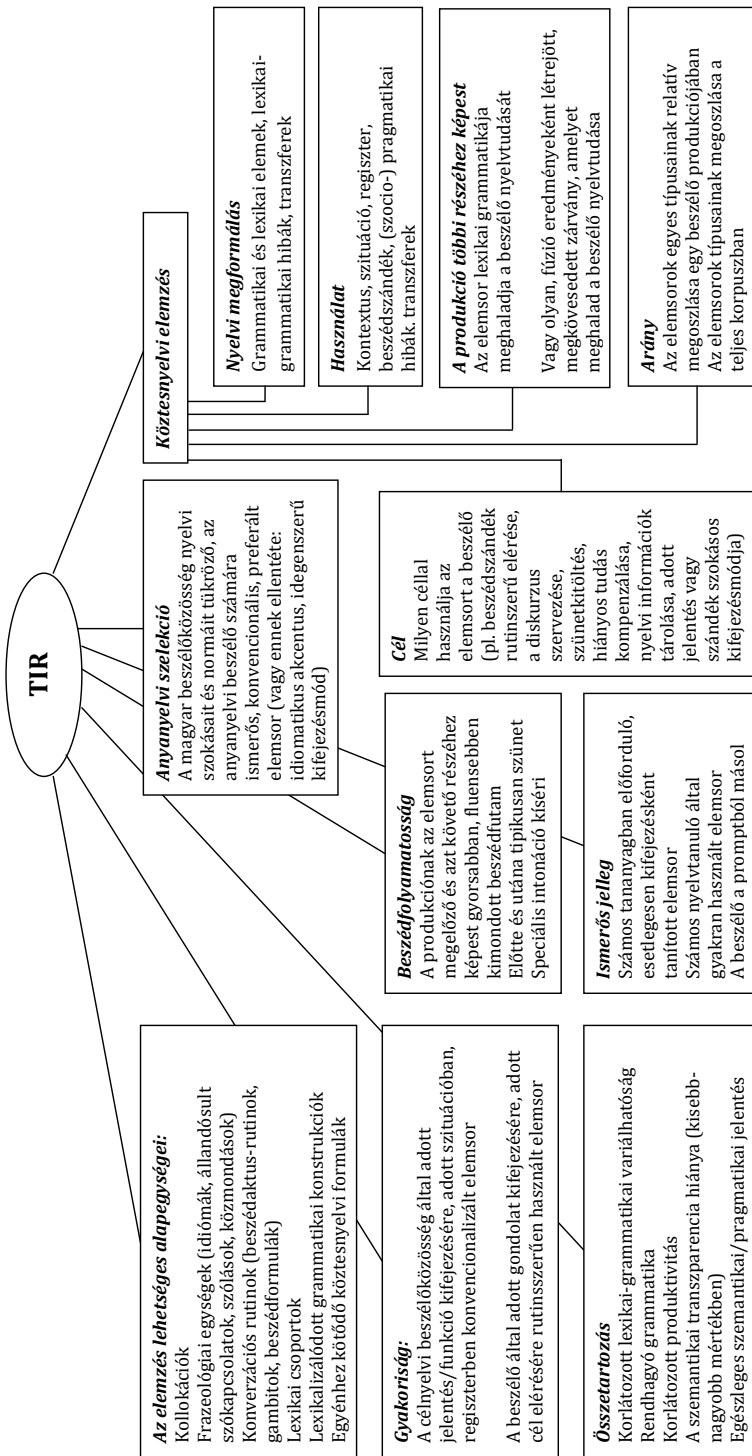 TIR
Az elemzés lehetséges alapegységei:
Kollokációk
Frazeológiai egységek (idiómák, állandósult
szókapcsolatok, szólások, közmondások)
Konverzációs rutinok (beszédaktus-rutinok,
gambitok, beszédformulák)
Lexikai csoportok
Lexikalizálódott grammatikai konstrukciók
Egyénhez kötődő köztesnyelvi formulák
Gyakoriság:
A célnyelvi beszélőközösség által adott
jelentés/funkció kifejezésére, adott szituációban,
regiszterben konvencionalizált elemsor
A beszélő által adott gondolat kifejezésére, adott
cél elérésére rutinsszerűen használt elemsor
Összetartozás
Korlátozott lexikai-grammatikai variálhatóság
Rendhagyó grammatika
Korlátozott produktivitás
A szemantikai transzparencia hiánya (kisebb-
nagyobb mértékben)
Egészleges szemantikai/pragmatikai jelentés
Anyanyelvi szelekció
A magyar beszélőközösség nyelvi
szokásait és normáit tükröző, az
anyanyelvi beszélő számára
ismerős, konvencionális, preferált
elemsor (vagy ennek ellentéte:
idiomatikus akcentus, idegenszerű
kifejezésmód)
Beszédfolyamatosság
A produkciónak az elemsort
megelőző és azt követő részéhez
képest gyorsabban, fluensebben
kimondott beszédfutam
Előtte és utána tipikusan szünet
Speciális intonáció kíséri
Ismerős jelleg
Számos tananyagban előforduló,
esetlegesen kifejezésként
tanított elemsor
Számos nyelvtanuló által
gyakran használt elemsor
A beszélő a promptból másol
Köztesnyelvi elemzés
Cél
Milyen céllal
használja az
elemsort a beszélő
(pl. beszédszándék
rutinszerű elérése,
a diskurzus
szervezése,
szünetkitöltés,
hiányos tudás
kompenzálása,
nyelvi információk
tárolása, adott
jelentés vagy
szándék szokásos
kifejezésmódja)
Nyelvi megformálás
Grammatikai és lexikai elemek, lexikai-
grammatikai hibák, transzferek
Használat
Kontextus, szituáció, regiszter,
beszédszándék, (szocio-) pragmatikai
hibák. transzferek
A produkció többi részéhez képest
Az elemsor lexikai grammatikája
meghaladja a beszélő nyelvtudását
Vagy olyan, fúzió eredményeként létrejött,
megkövesedett zárvány, amelyet
meghalad a beszélő nyelvtudása
Arány
Az elemsorok egyes típusainak relatív
megoszlása egy beszélő produkciójában
Az elemsorok típusainak megoszlása a
teljes korpuszban